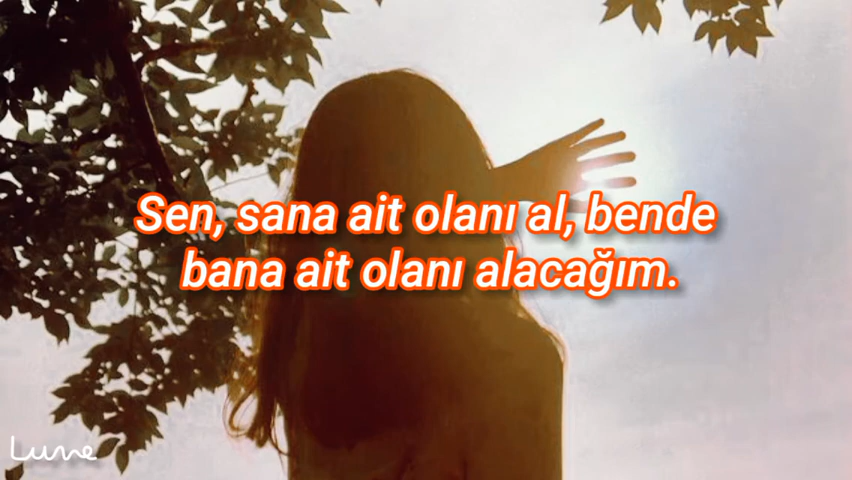 Sen, sana ait olanı al, bende
bana ait olanı alacağım.
Lune